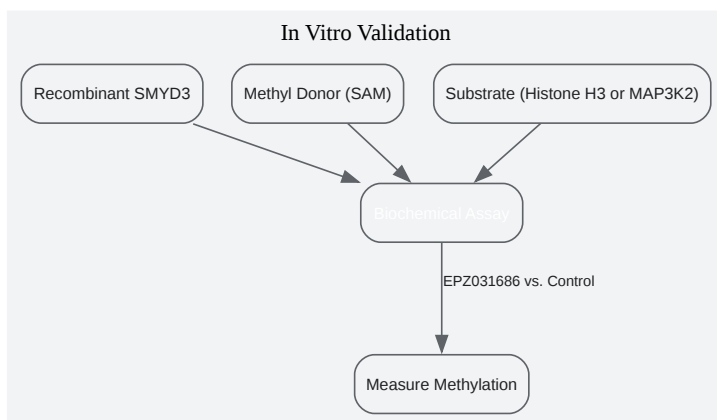 In Vitro Validation
Recombinant SMYD3
Methyl Donor (SAM)
Substrate (Histone H3 or MAP3K2)
Biochemical Assay
EPZ031686 vs. Control
Measure Methylation